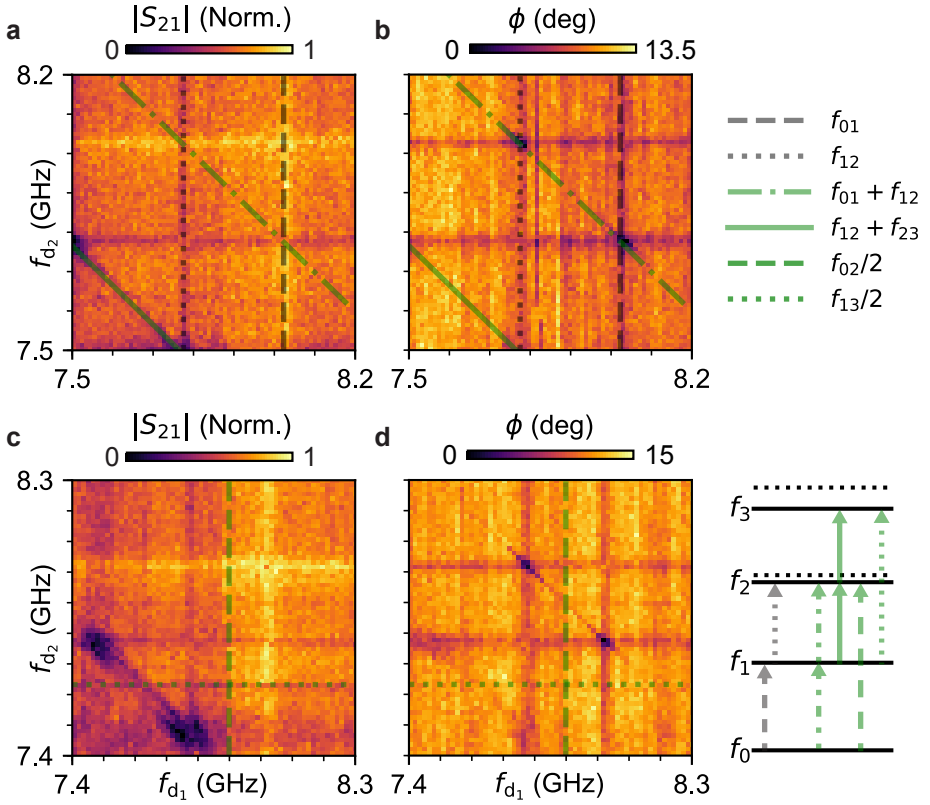 a
|S21| (Norm.)
0
1
8.2
fd2 (GHz)
7.5
7.5
8.2
b
ϕ (deg)
0
13.5
7.5
8.2
f01
f12
f01 + f12
f12 + f23
f02/2
f13/2
c
|S21| (Norm.)
0
1
8.3
fd2 (GHz)
7.4
7.4
fd1 (GHz)
8.3
d
ϕ (deg)
0
15
7.4
fd1 (GHz)
8.3
f3
f2
f1
f0